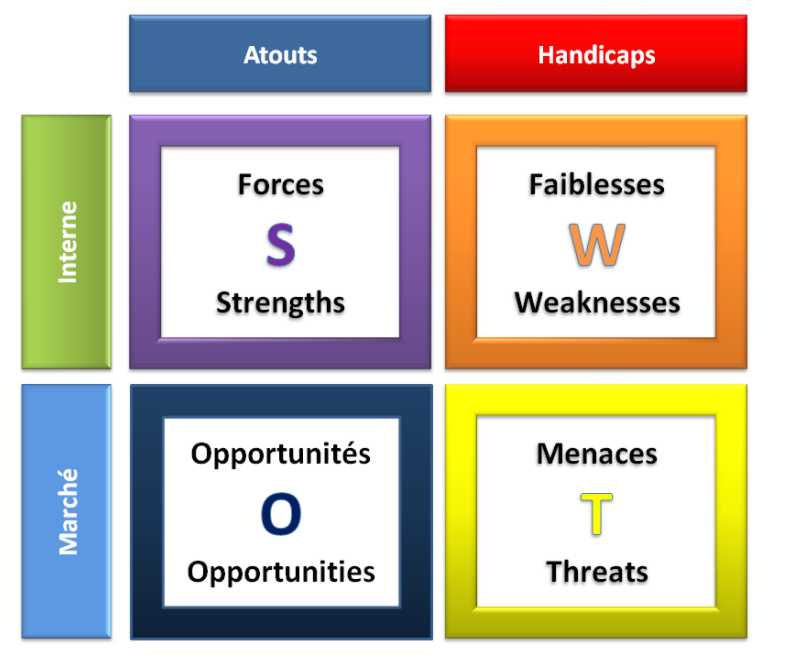 Atouts
Handicaps
Interne
Forces
S
Strengths
Faiblesses
W
Weaknesses
Marché
Opportunités
O
Opportunities
Menaces
T
Threats